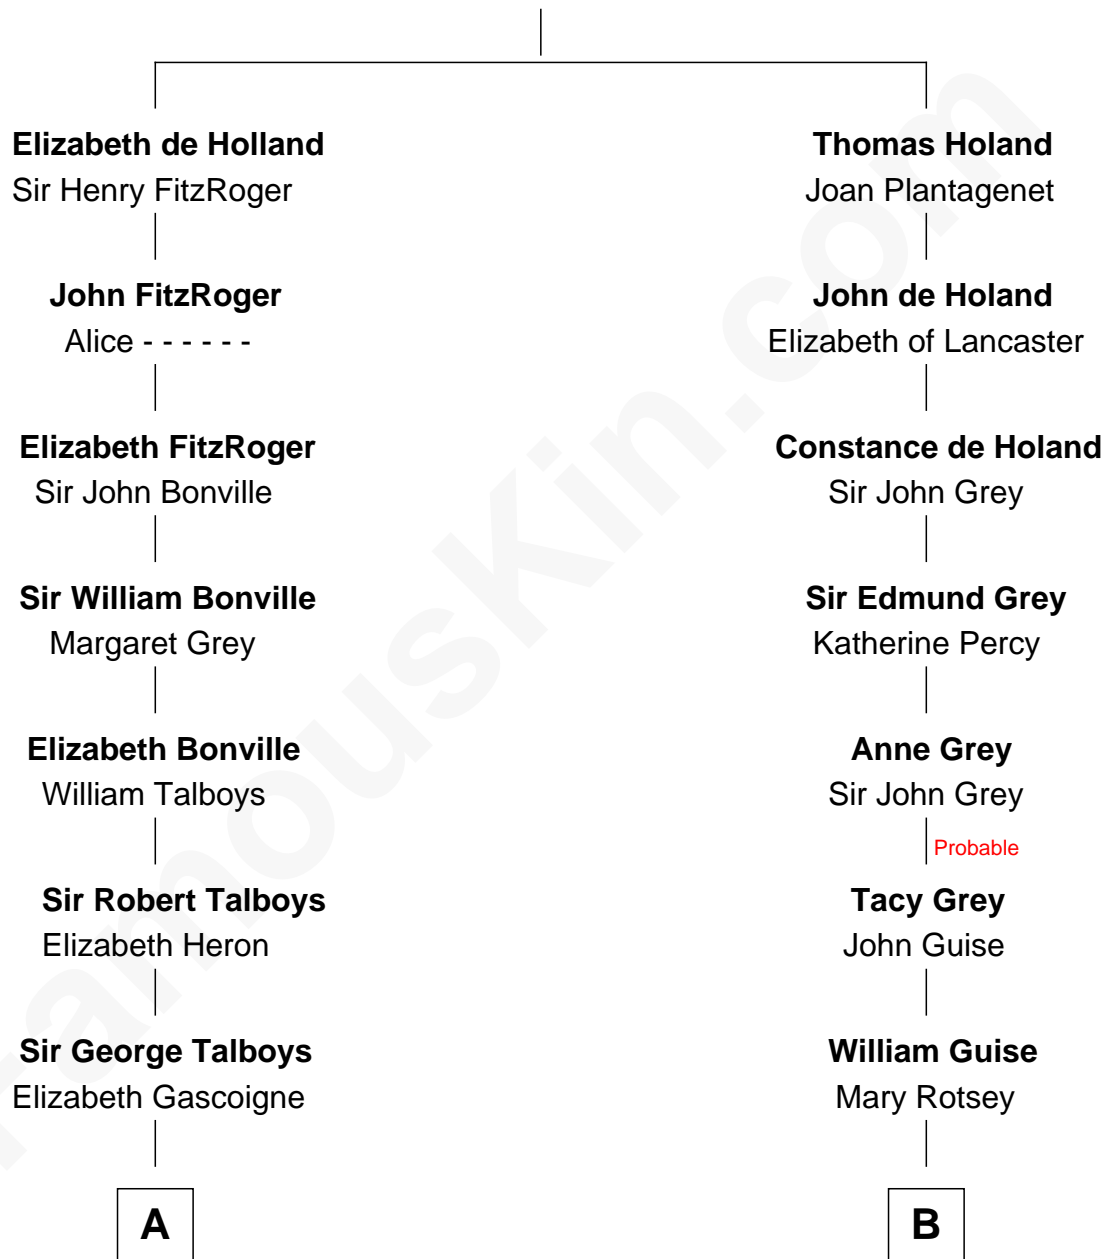 Elizabeth de Holland
Sir Henry FitzRoger
Thomas Holand
Joan Plantagenet
John FitzRoger
Alice - - - - - -
John de Holand
Elizabeth of Lancaster
Elizabeth FitzRoger
Sir John Bonville
Constance de Holand
Sir John Grey
Sir William Bonville
Margaret Grey
Sir Edmund Grey
Katherine Percy
Elizabeth Bonville
William Talboys
Anne Grey
Sir John Grey
Probable
Sir Robert Talboys
Elizabeth Heron
Tacy Grey
John Guise
Sir George Talboys
Elizabeth Gascoigne
William Guise
Mary Rotsey
A
B
FamousKin.com